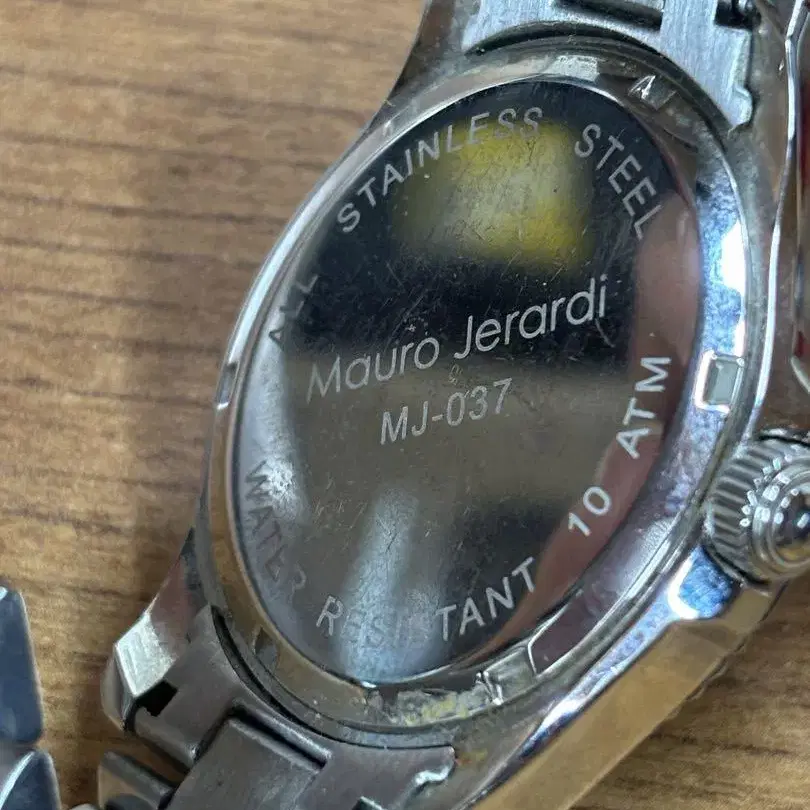 ALL STAINLESS STEEL
Mauro Jerardi
MJ-037
WATER RESISTANT 10 ATM